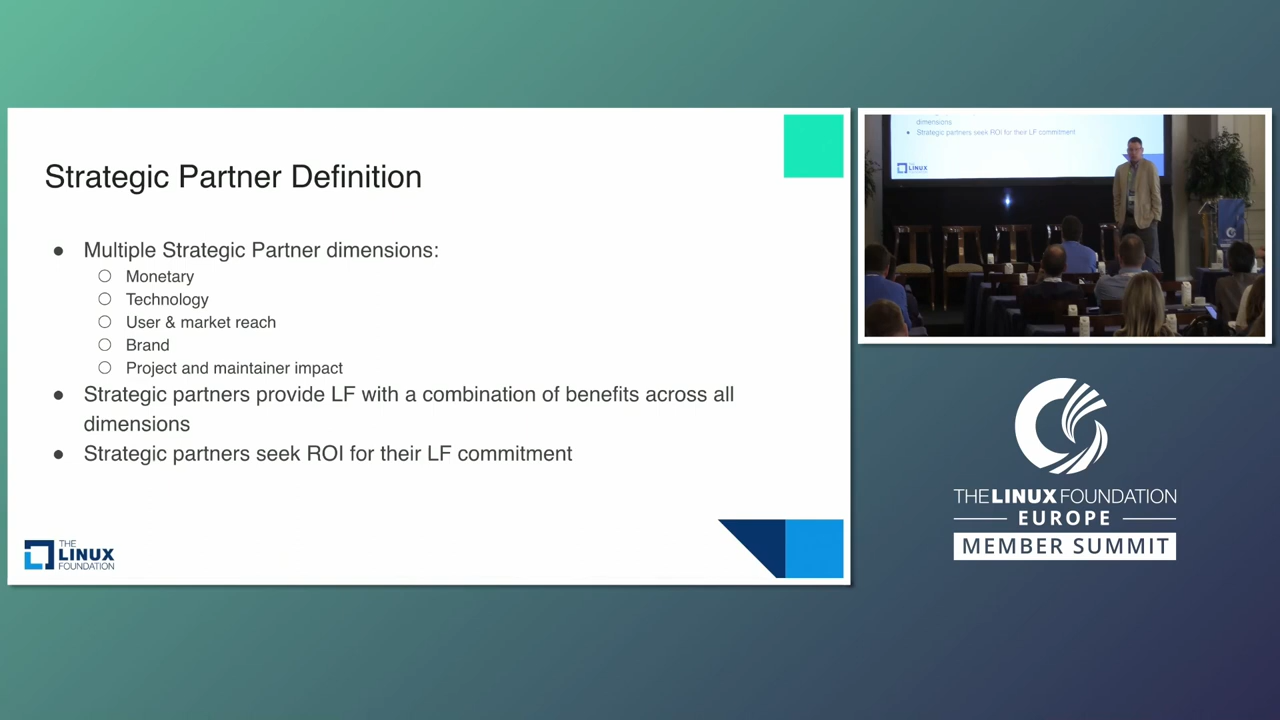 Strategic Partner Definition
● Multiple Strategic Partner dimensions:
○ Monetary
○ Technology
○ User & market reach
○ Brand
○ Project and maintainer impact
● Strategic partners provide LF with a combination of benefits across all
dimensions
● Strategic partners seek ROI for their LF commitment
THE
LINUX
FOUNDATION
dimensions
● Strategic partners seek ROI for their LF commitment
THE
LINUX
THE LINUX FOUNDATION
EUROPE
MEMBER SUMMIT